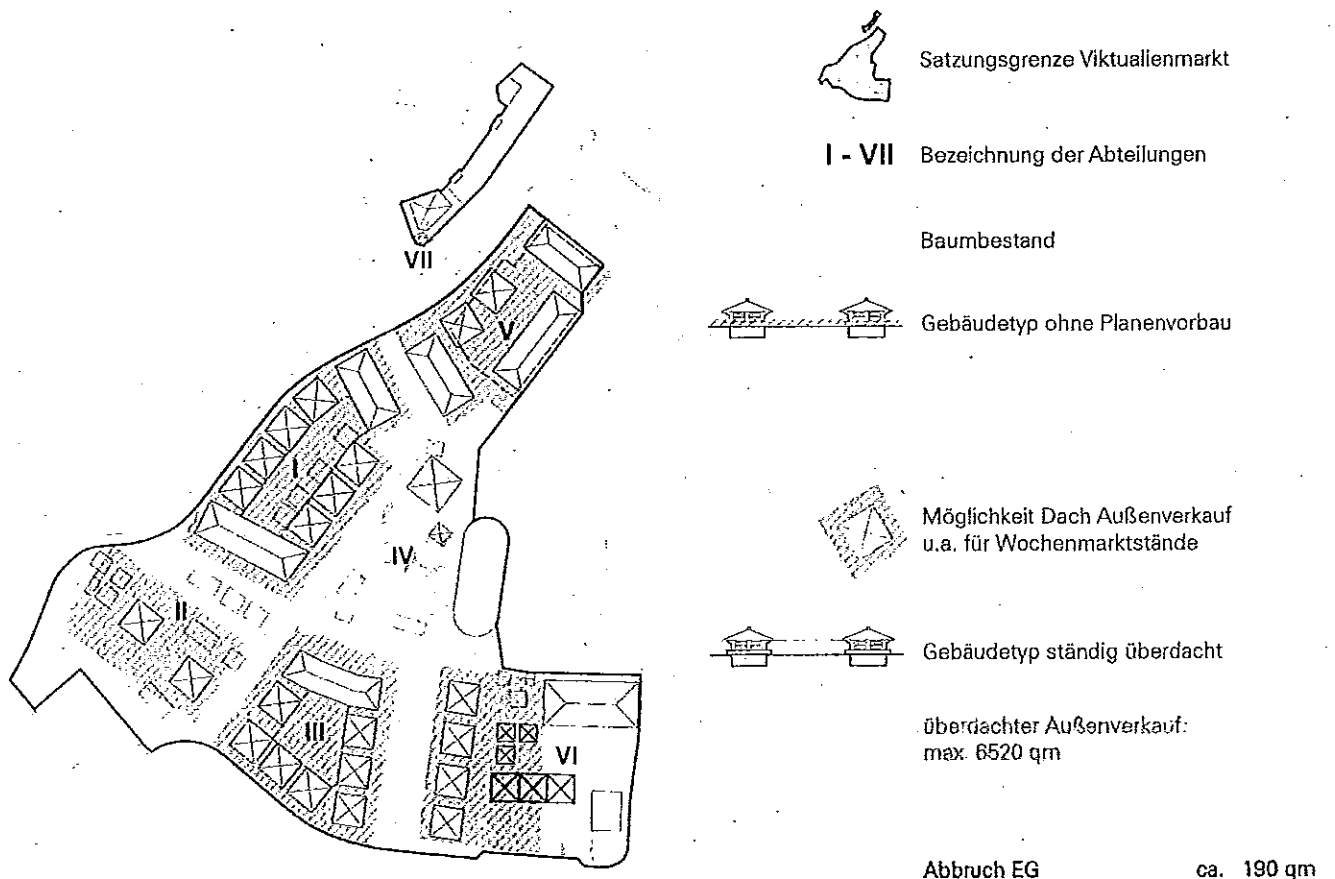 Satzungsgrenze Viktualienmarkt
I - VII Bezeichnung der Abteilungen
Baumbestand
Gebäudetyp ohne Planenvorbau
Möglichkeit Dach Außenverkauf
u.a. für Wochenmarktstände
Gebäudetyp ständig überdacht
überdachter Außenverkauf:
max. 6520 qm
Abbruch EG ca. 190 qm
VII
V
I
IV
II
III
VI